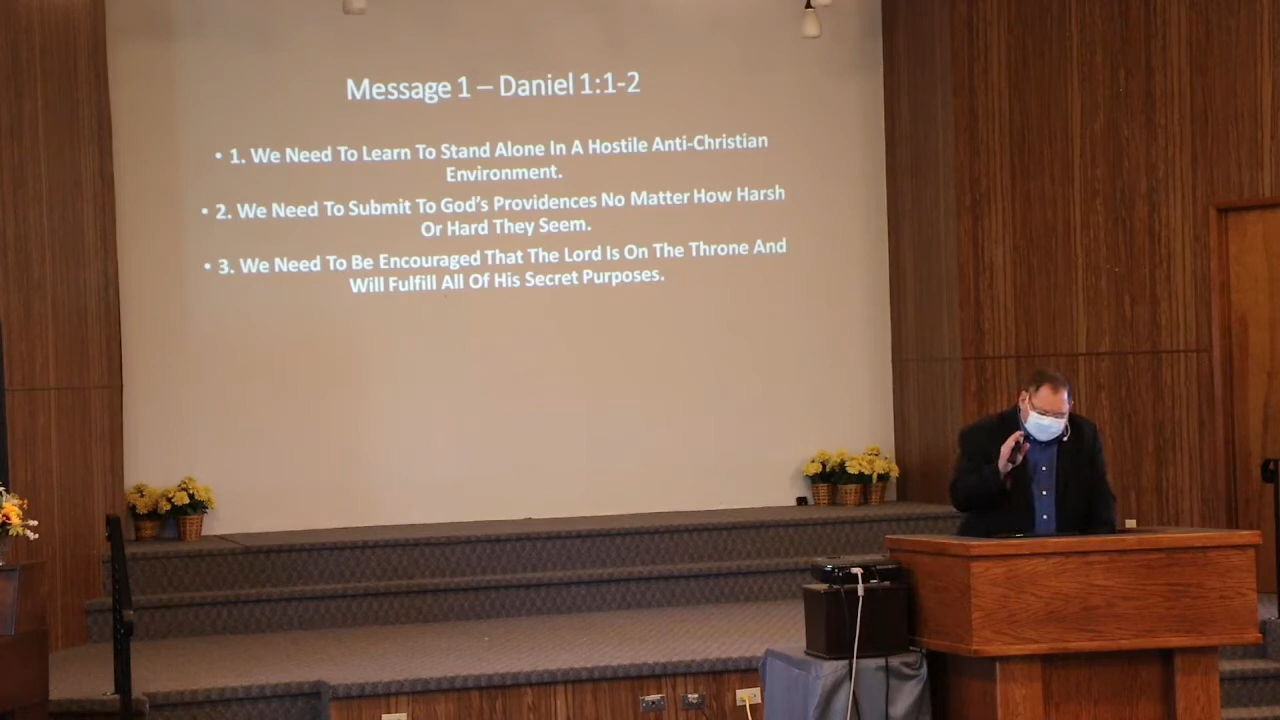 Message 1 – Daniel 1:1-2
• 1. We Need To Learn To Stand Alone In A Hostile Anti-Christian
Environment.
• 2. We Need To Submit To God's Providences No Matter How Harsh
Or Hard They Seem.
• 3. We Need To Be Encouraged That The Lord Is On The Throne And
Will Fulfill All Of His Secret Purposes.